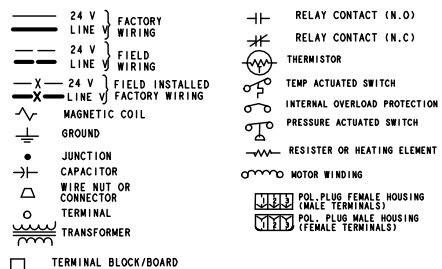 24 V
LINE V
FACTORY
WIRING
24 V
LINE V
FIELD
WIRING
X 24 V
X LINE V
FIELD INSTALLED
FACTORY WIRING
MAGNETIC COIL
GROUND
JUNCTION
CAPACITOR
WIRE NUT OR
CONNECTOR
TERMINAL
TRANSFORMER
TERMINAL BLOCK/BOARD
RELAY CONTACT (N.O)
RELAY CONTACT (N.C)
THERMISTOR
TEMP ACTUATED SWITCH
INTERNAL OVERLOAD PROTECTION
PRESSURE ACTUATED SWITCH
RESISTER OR HEATING ELEMENT
MOTOR WINDING
1 2 3 POL.PLUG FEMALE HOUSING
(MALE TERMINALS)
1 2 3 POL. PLUG MALE HOUSING
(FEMALE TERMINALS)